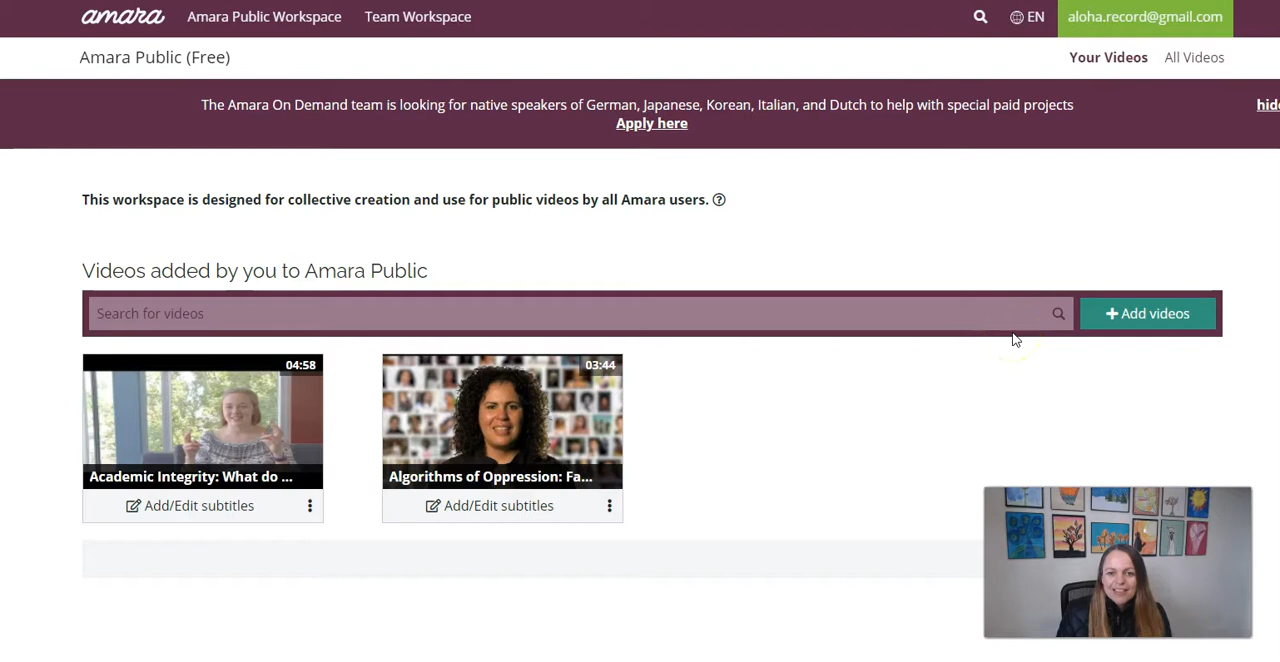 amara Amara Public Workspace Team Workspace EN aloha.record@gmail.com
Amara Public (Free) Your Videos All Videos
The Amara On Demand team is looking for native speakers of German, Japanese, Korean, Italian, and Dutch to help with special paid projects hid
Apply here
This workspace is designed for collective creation and use for public videos by all Amara users. ?
Videos added by you to Amara Public
Search for videos + Add videos
04:58 03:44
Academic Integrity: What do ... Algorithms of Oppression: Fa...
Add/Edit subtitles Add/Edit subtitles